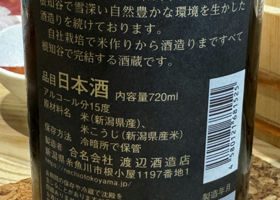 根知谷で雪深い自然豊かな環境を生かした
酒造りを続けております。
自社栽培で米作りから酒造りまですべて
根知谷で完結する酒蔵です。
品目 日本酒 内容量720ml
アルコール分15度
原材料名 米(新潟県産)、
米こうじ(新潟県産米)
保存方法 冷暗所で保管
合名会社 渡辺酒造店
新潟県糸魚川市根小屋1197番地1
製造年月